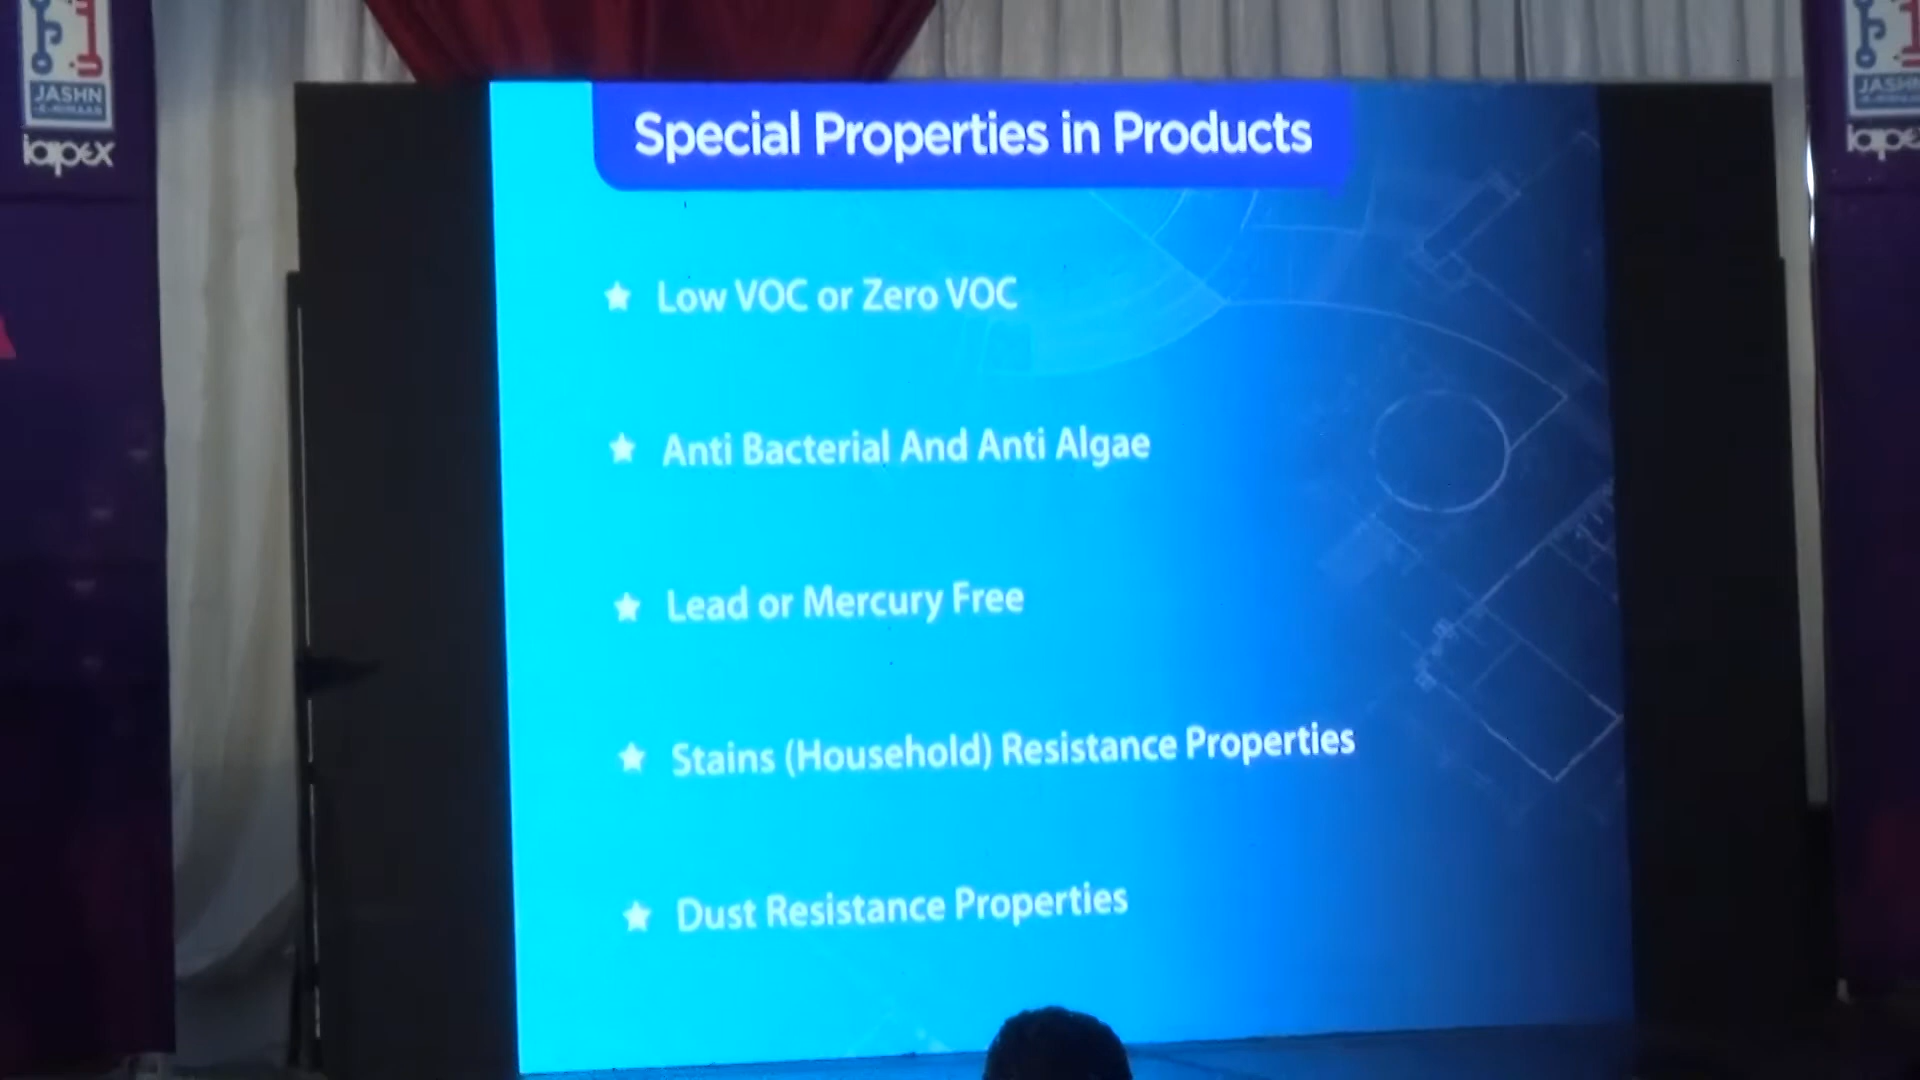 JASHN
iapex
Special Properties in Products
Low VOC or Zero VOC
Anti Bacterial And Anti Algae
Lead or Mercury Free
Stains (Household) Resistance Properties
Dust Resistance Properties
JASHN
iapex